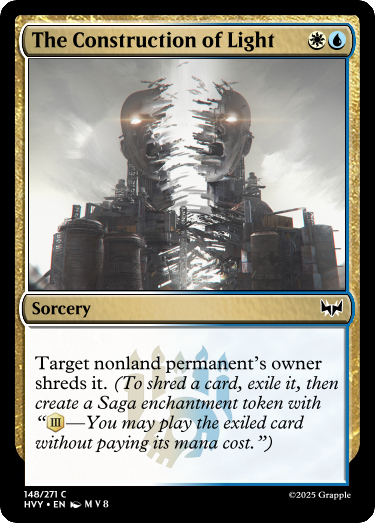 The Construction of Light
Sorcery
Target nonland permanent's owner
shreds it. (To shred a card, exile it, then
create a Saga enchantment token with
"III—You may play the exiled card
without paying its mana cost.")
148/271 C
HVY • EN MV8
©2025 Grapple